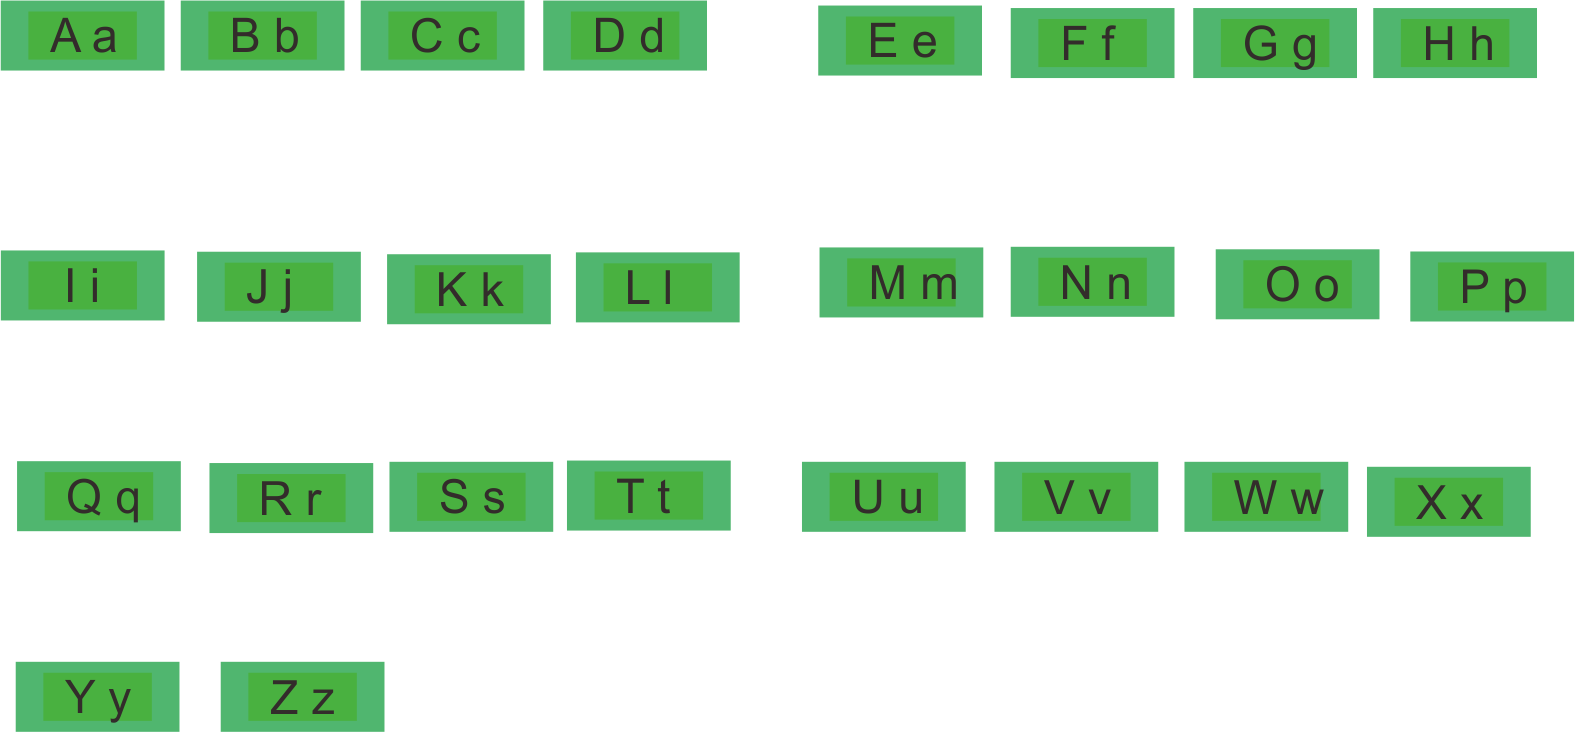 A a B b C c D d E e F f G g H h
I i J j K k L l M m N n O o P p
Q q R r S s T t U u V v W w X x
Y y Z z